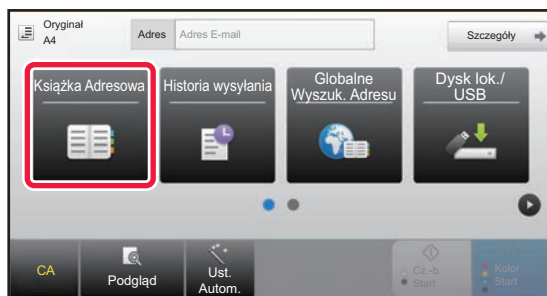 Oryginał
A4
Adres
Adres E-mail
Szczegóły
Książka Adresowa
Historia wysyłania
Globalne
Wyszuk. Adresu
Dysk lok./
USB
CA
Podgląd
Ust.
Autom.
Cz.-b.
Start
Kolor
Start